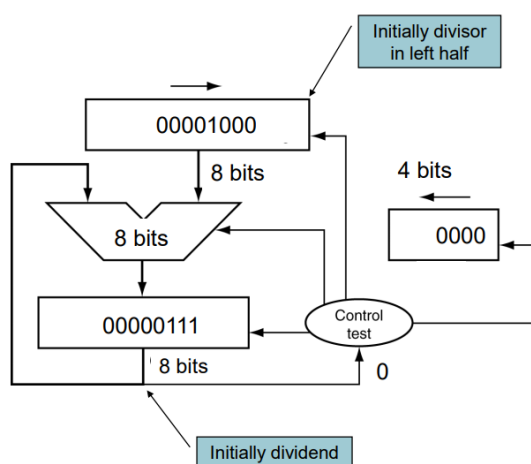 Initially divisor
in left half
00001000
8 bits
4 bits
8 bits
0000
00000111
Control
test
8 bits
0
Initially dividend